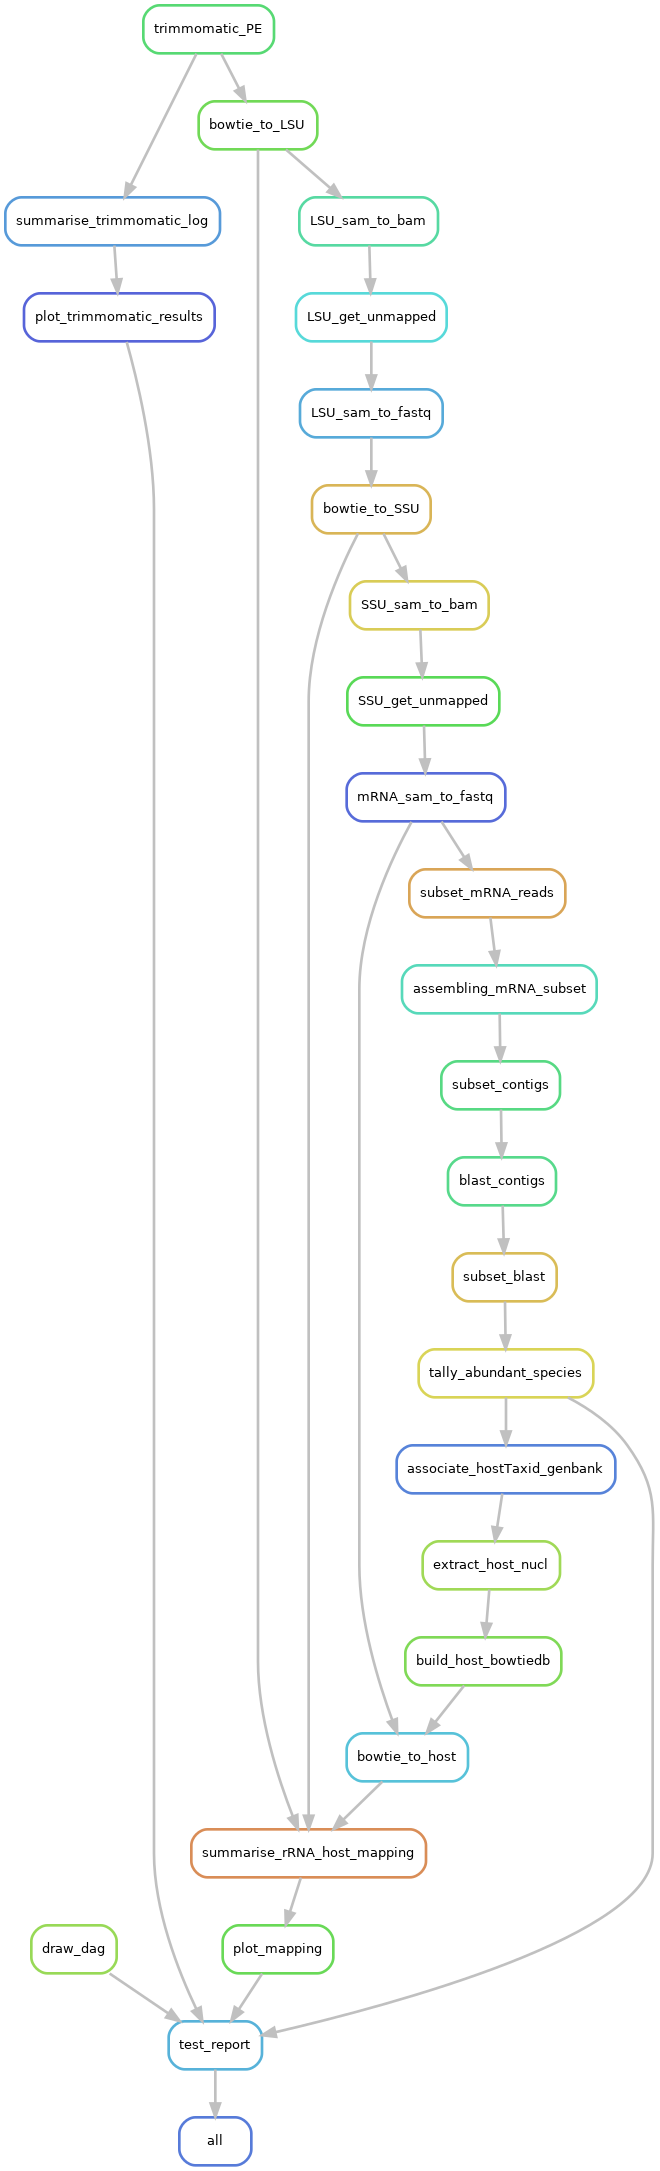 trimmomatic_PE
bowtie_to_LSU
summarise_trimmomatic_log
LSU_sam_to_bam
plot_trimmomatic_results
LSU_get_unmapped
LSU_sam_to_fastq
bowtie_to_SSU
SSU_sam_to_bam
SSU_get_unmapped
mRNA_sam_to_fastq
subset_mRNA_reads
assembling_mRNA_subset
subset_contigs
blast_contigs
subset_blast
tally_abundant_species
associate_hostTaxid_genbank
extract_host_nucl
build_host_bowtiedb
bowtie_to_host
summarise_rRNA_host_mapping
draw_dag
plot_mapping
test_report
all